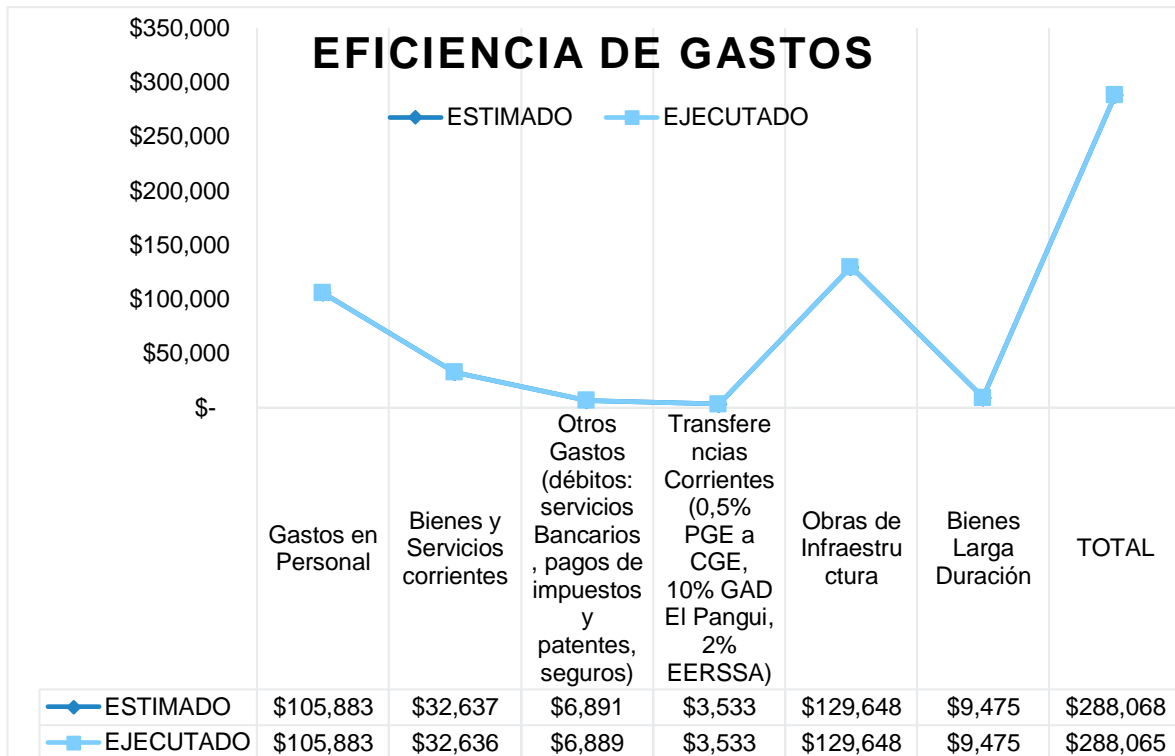 EFICIENCIA DE GASTOS
ESTIMADO EJECUTADO
$350,000
$300,000
$250,000
$200,000
$150,000
$100,000
$50,000
$-
Gastos en
Personal
Bienes y
Servicios
corrientes
Otros
Gastos
(débitos:
servicios
Bancarios
, pagos de
impuestos
y
patentes,
seguros)
Transfere
ncias
Corrientes
(0,5%
PGE a
CGE,
10% GAD
El Pangui,
2%
EERSSA)
Obras de
Infraestru
ctura
Bienes
Larga
Duración
TOTAL
ESTIMADO $105,883 $32,637 $6,891 $3,533 $129,648 $9,475 $288,068
EJECUTADO $105,883 $32,636 $6,889 $3,533 $129,648 $9,475 $288,065